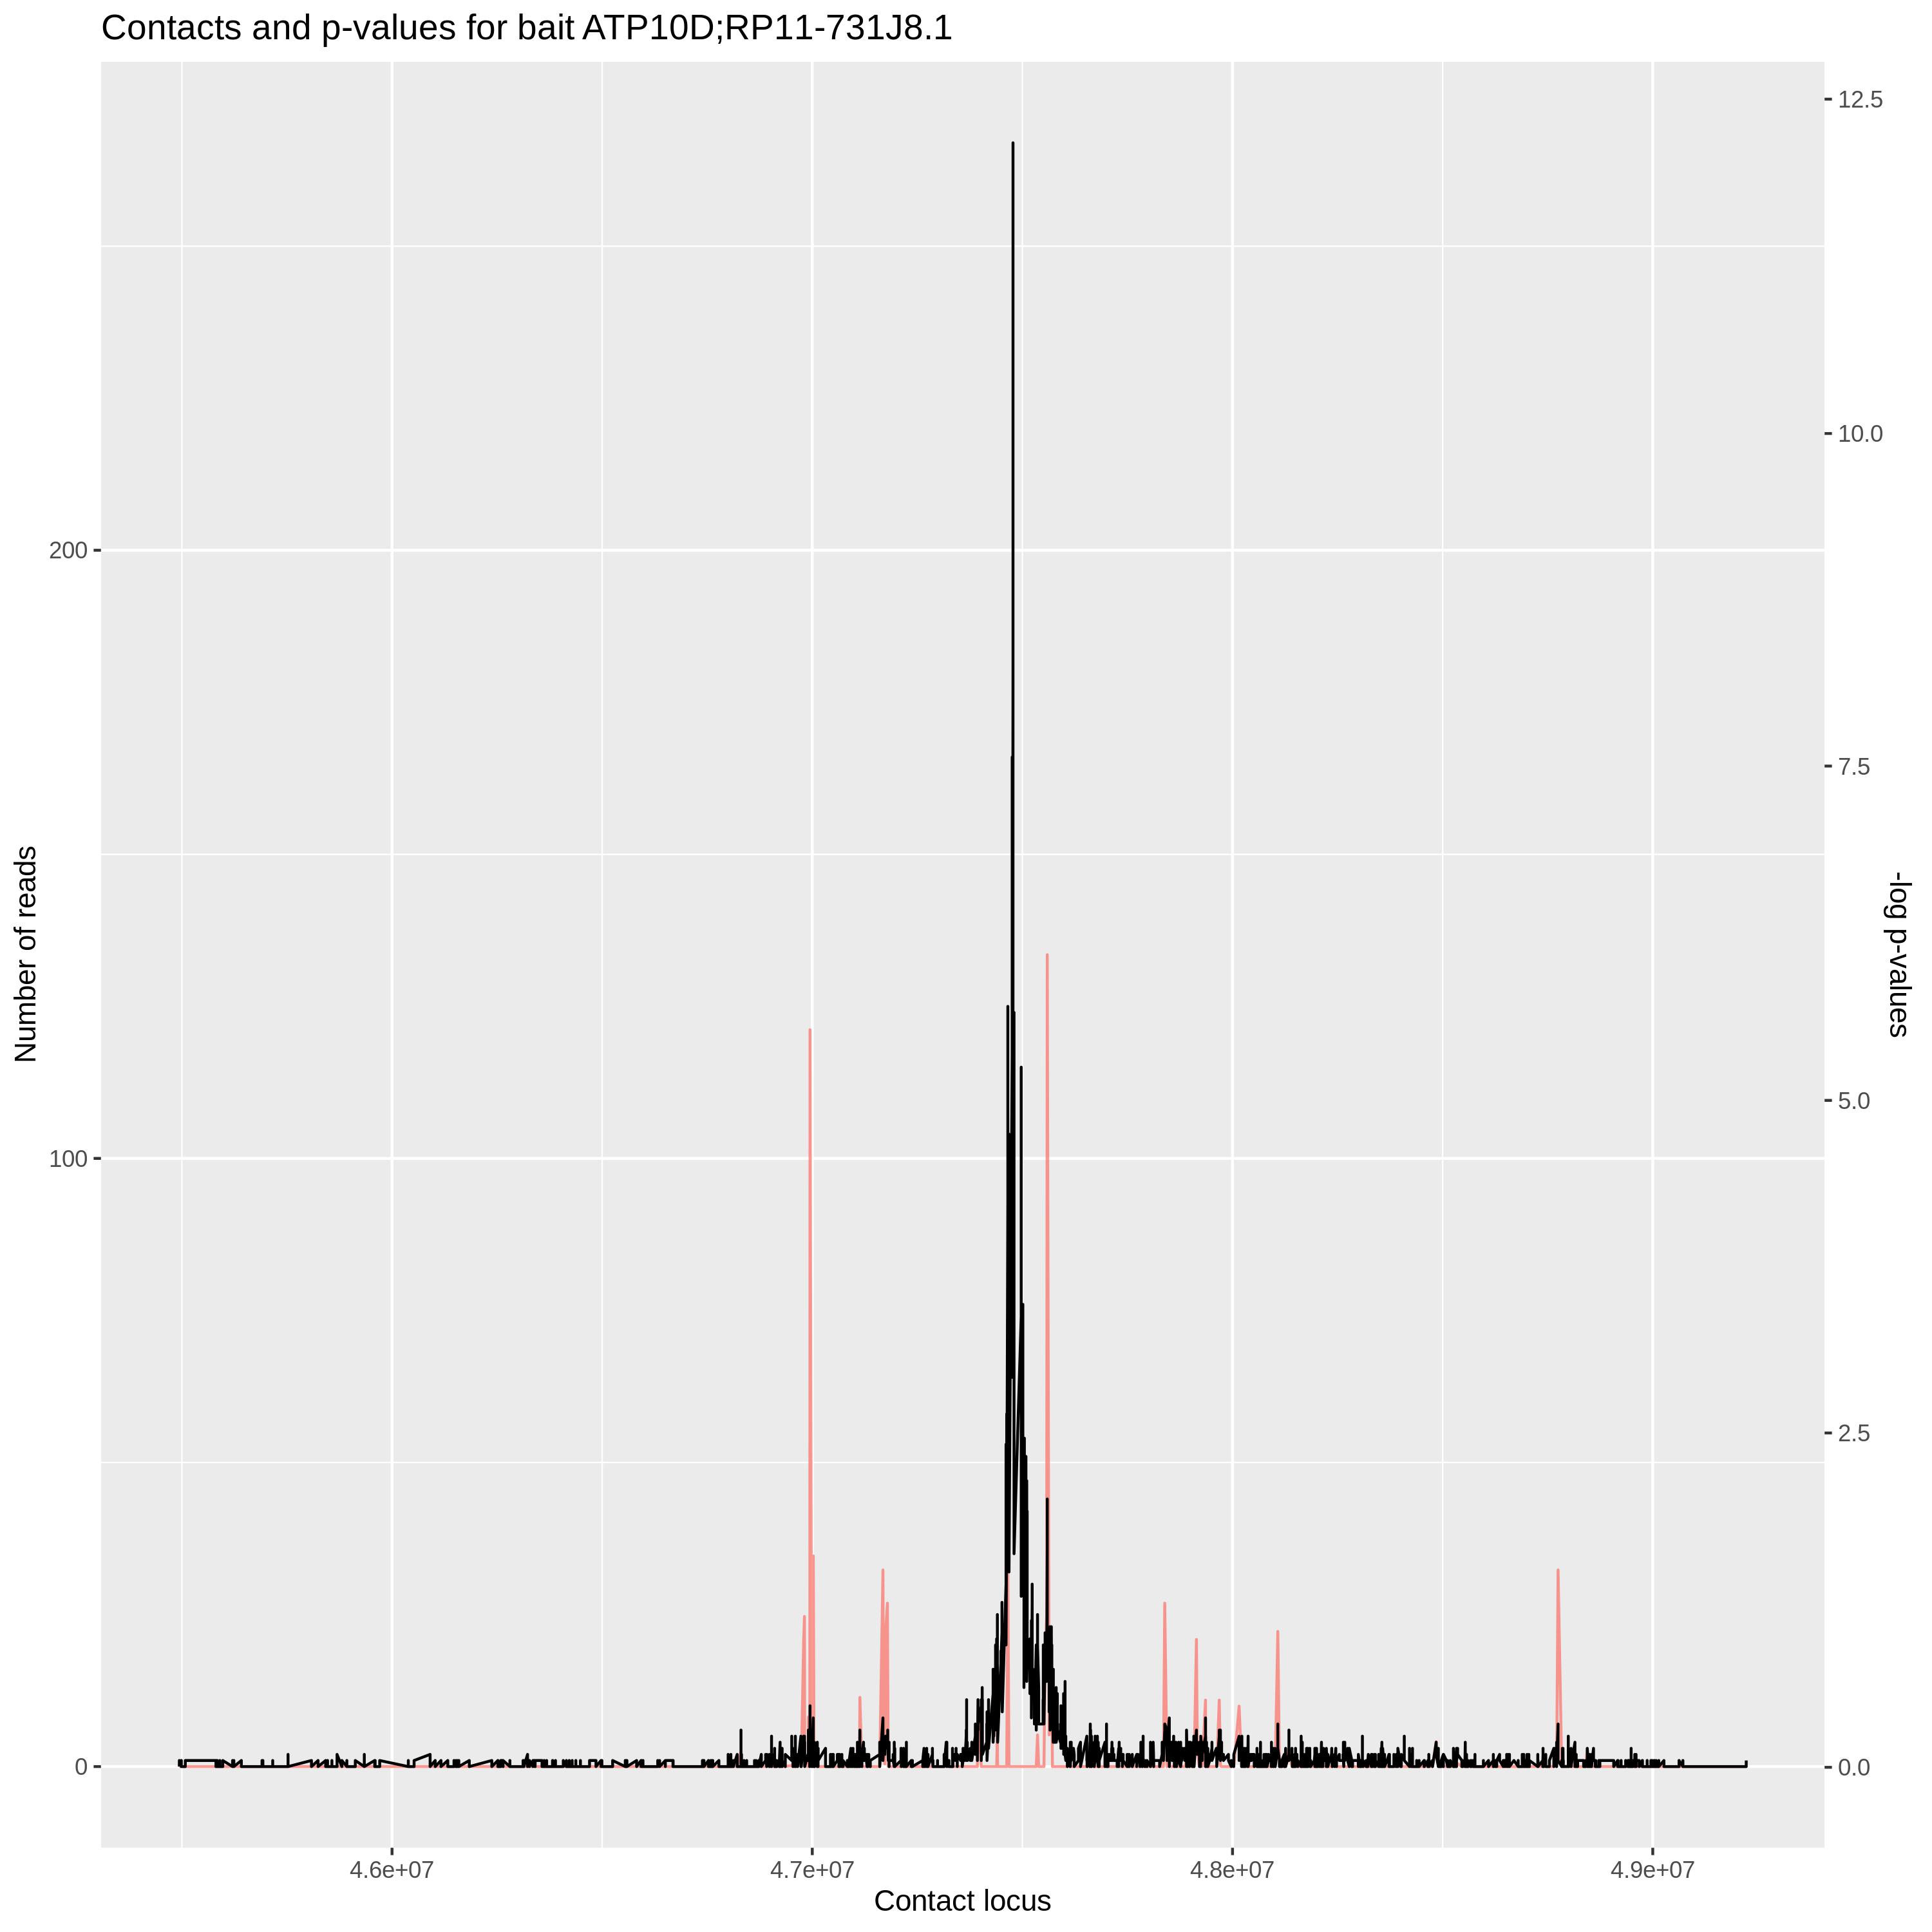 Contacts and p-values for bait ATP10D;RP11-731J8.1
12.5
10.0
200
7.5
Number of reads
-log p-values
5.0
100
2.5
0
0.0
4.6e+07
4.7e+07
4.8e+07
4.9e+07
Contact locus